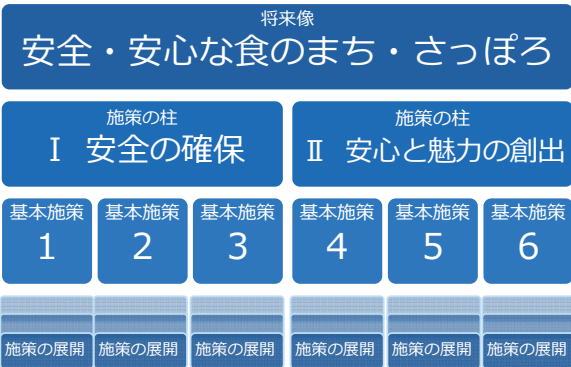 将来像
安全・安心な食のまち・さっぽろ
施策の柱
Ⅰ 安全の確保
施策の柱
Ⅱ 安心と魅力の創出
基本施策
1
基本施策
2
基本施策
3
基本施策
4
基本施策
5
基本施策
6
施策の展開
施策の展開
施策の展開
施策の展開
施策の展開
施策の展開